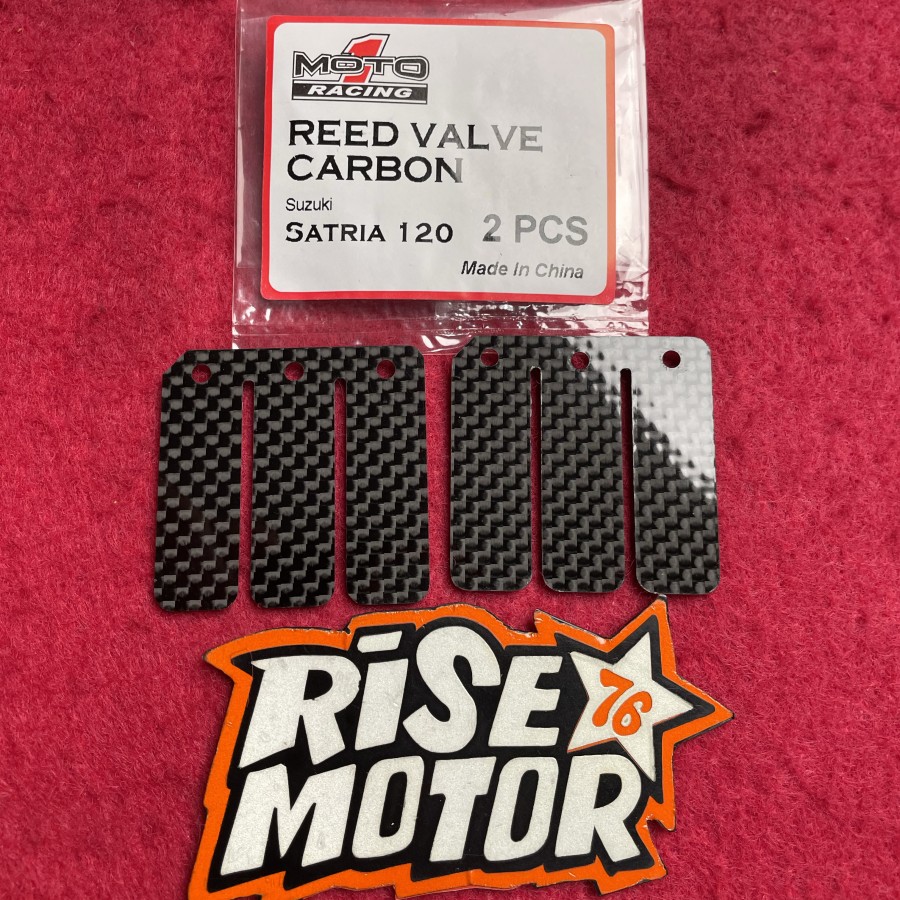 MOTO 1
RACING
REED VALVE
CARBON
Suzuki
SATRIA 120 2 PCS
Made In China
RiSE
76
MOTOR